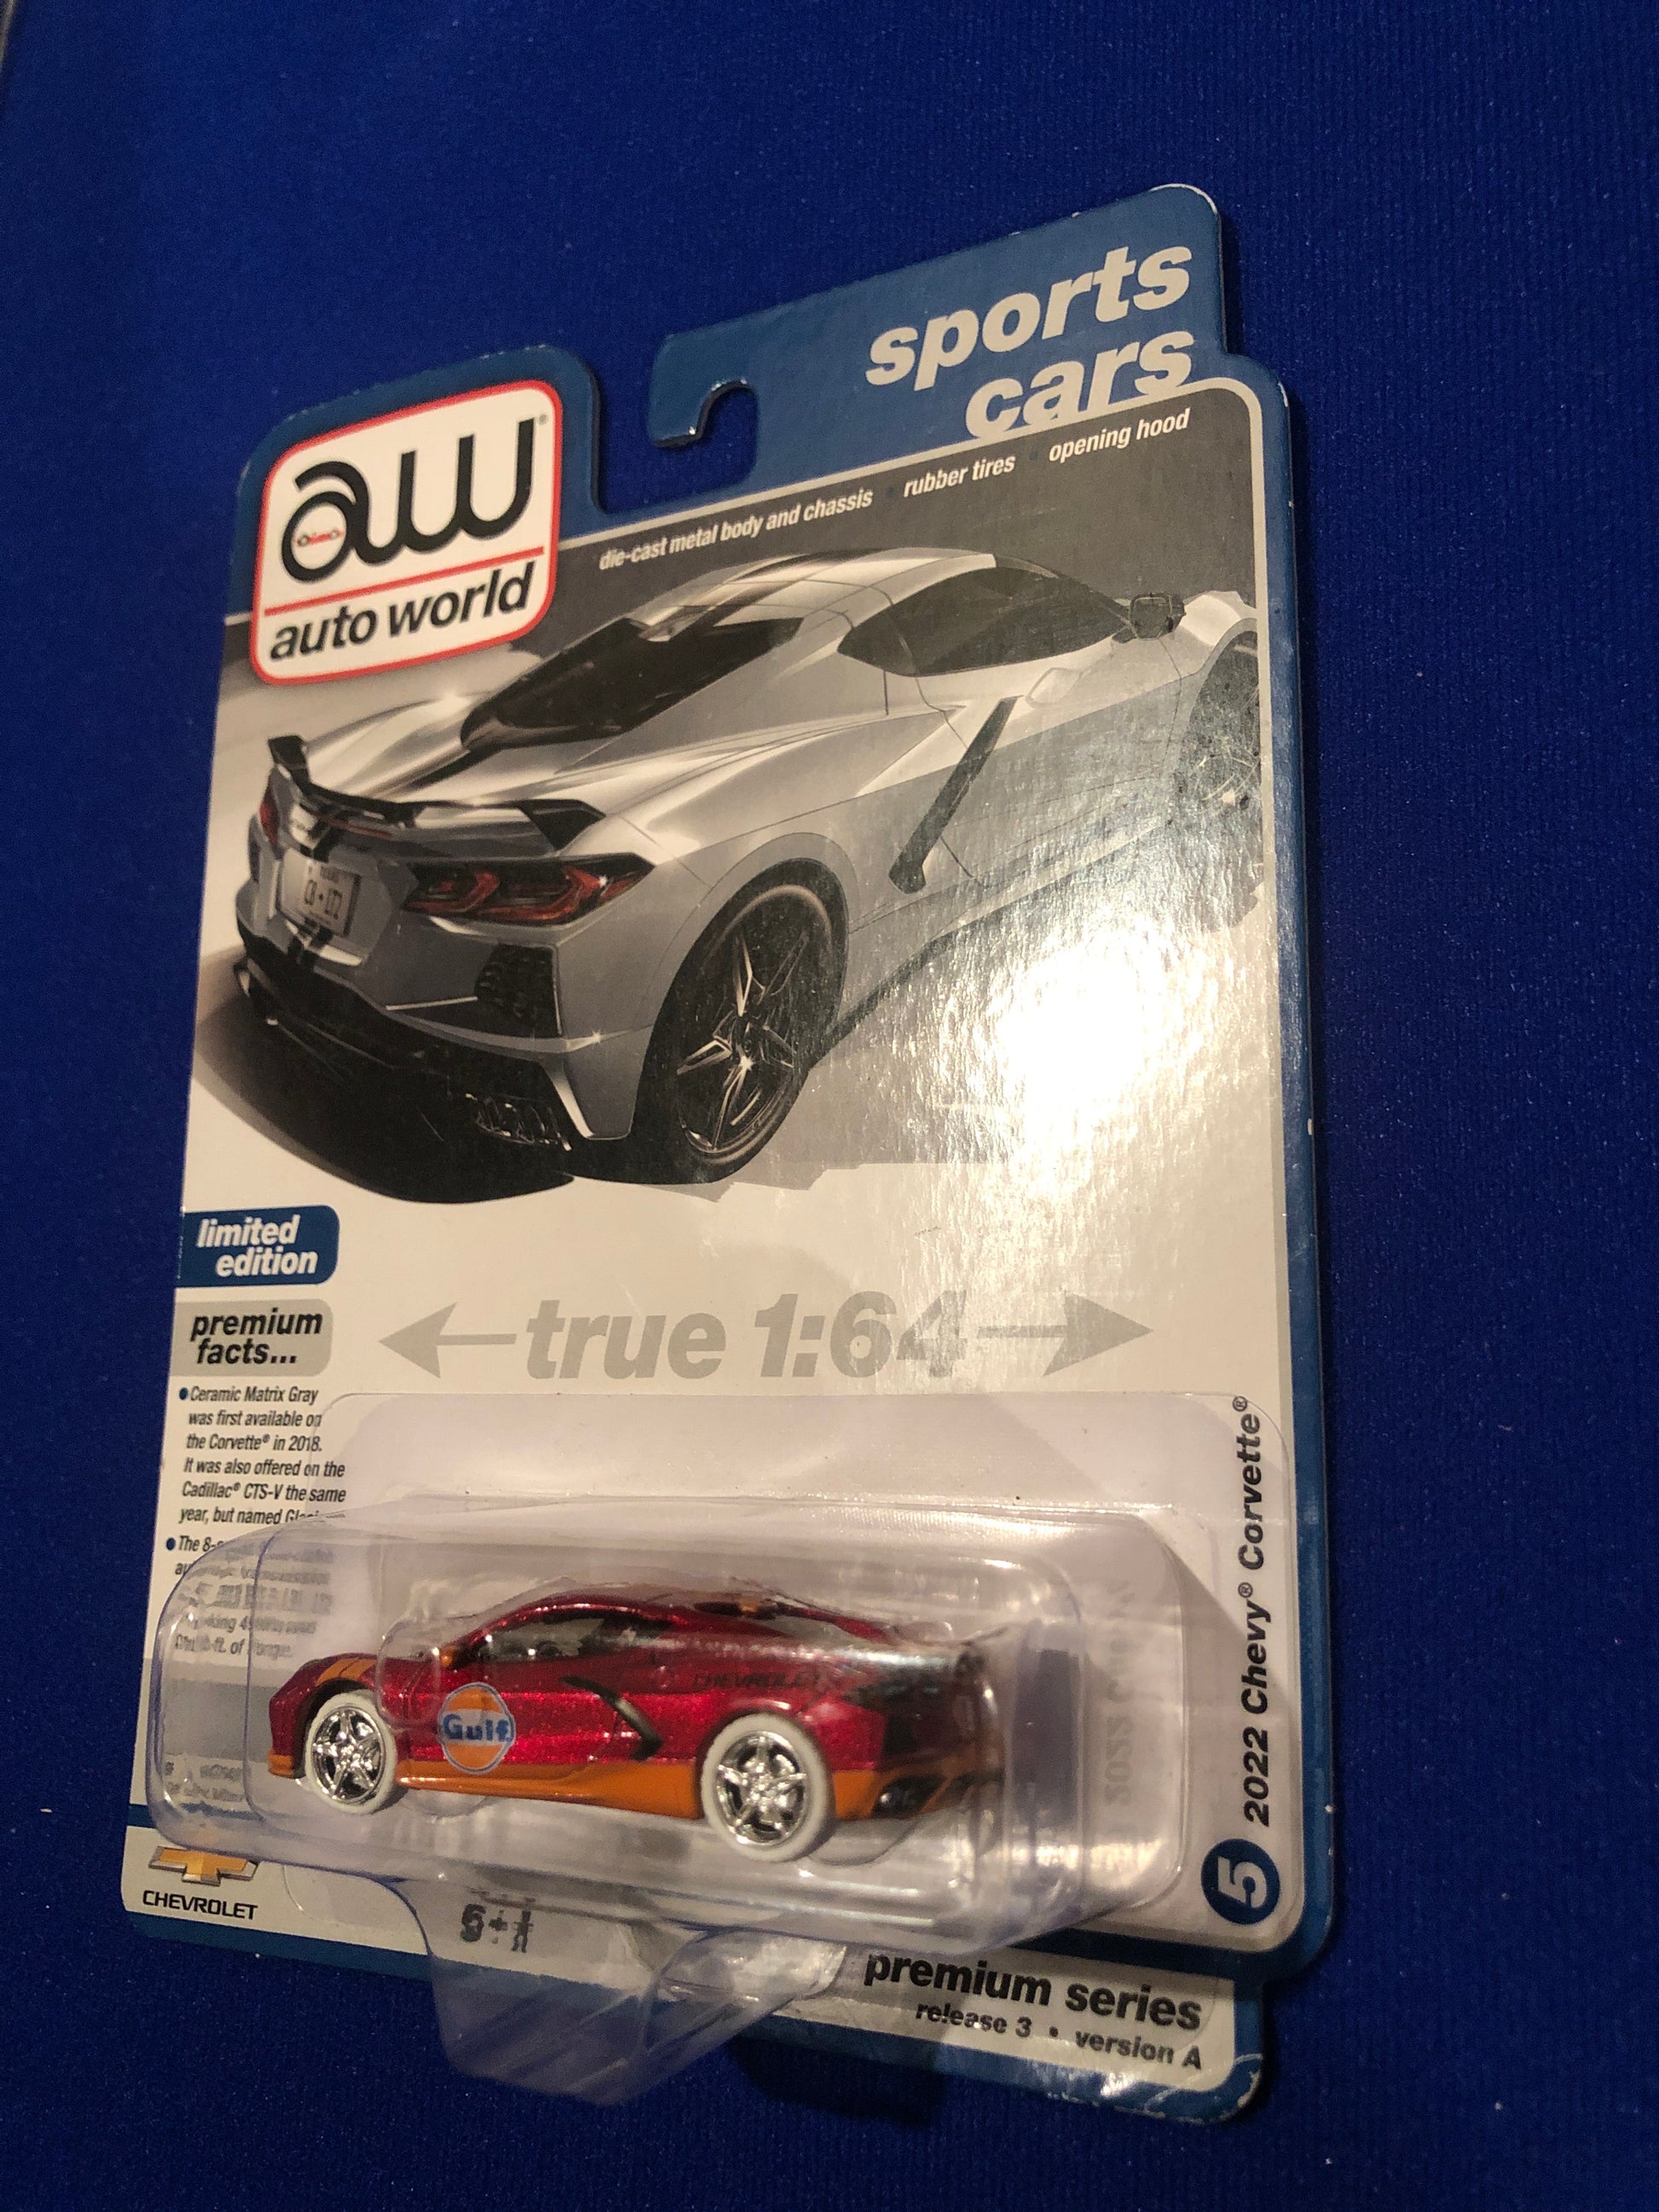 sports
cars
aw
auto world
die-cast metal body and chassis • rubber tires • opening hood
limited
edition
premium
facts...
true 1:64
• Ceramic Matrix Gray
was first available on
the Corvette® in 2018.
It was also offered on the
Cadillac® CTS-V the same
year, but named
• The
of
CHEVROLET
Gulf
2022 Chevy® Corvette®
5
CHEVROLET
premium series
release 3 • version A